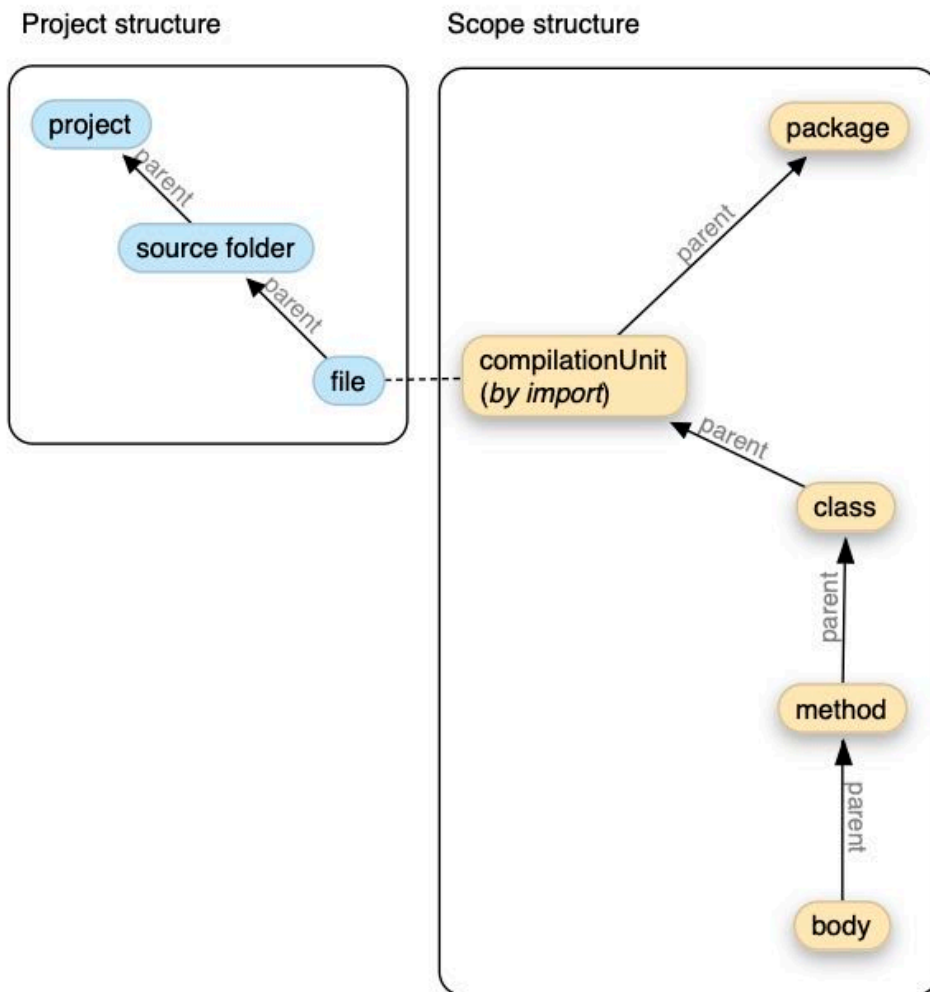 Project structure
project
parent
source folder
parent
file
Scope structure
package
parent
compilationUnit
(by import)
parent
class
parent
method
parent
body